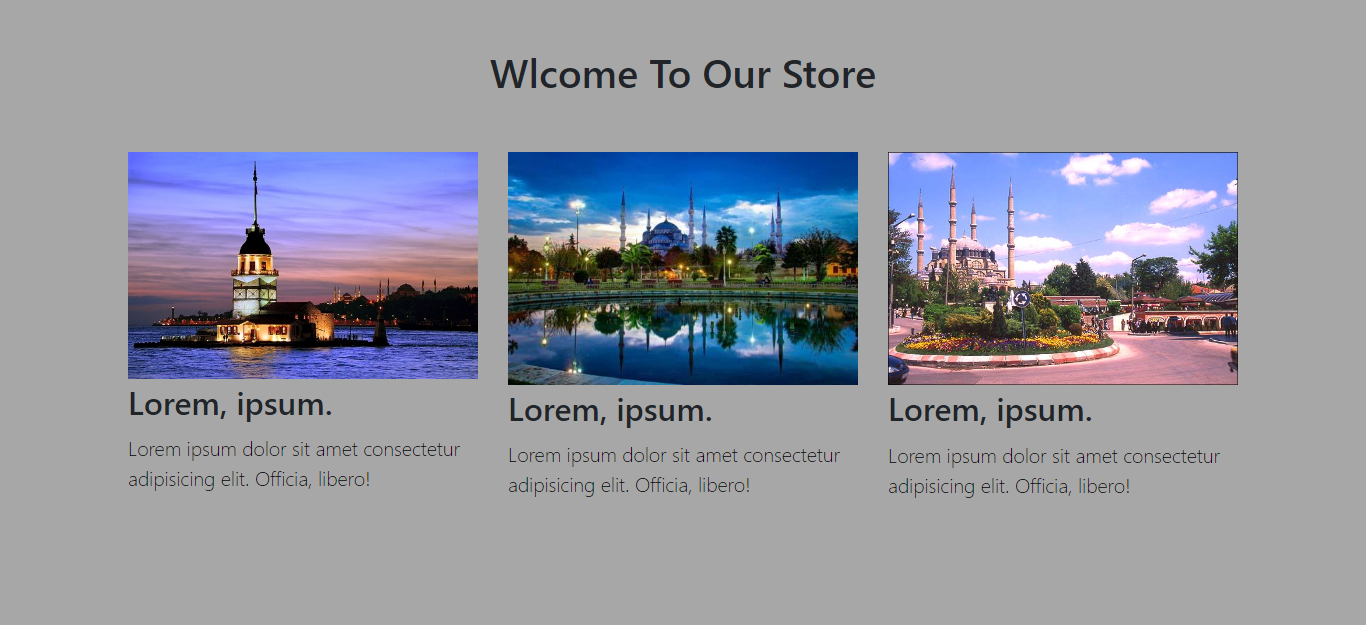 Wlcome To Our Store
Lorem, ipsum.
Lorem ipsum dolor sit amet consectetur
adipisicing elit. Officia, libero!
Lorem, ipsum.
Lorem ipsum dolor sit amet consectetur
adipisicing elit. Officia, libero!
Lorem, ipsum.
Lorem ipsum dolor sit amet consectetur
adipisicing elit. Officia, libero!